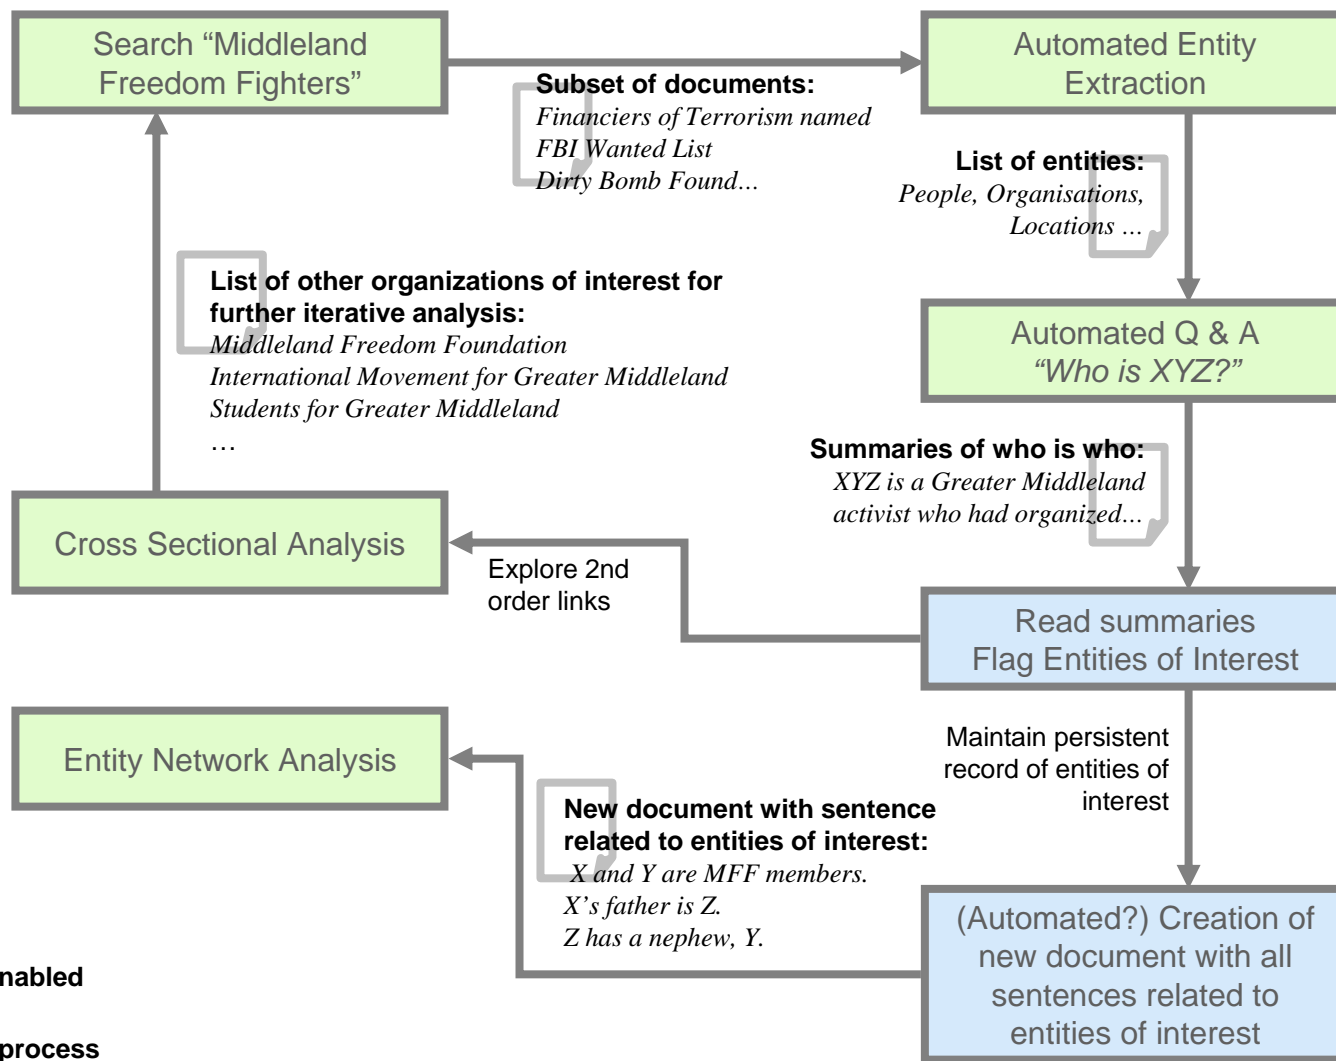 Search “Middleland
Freedom Fighters”
Automated Entity
Extraction
Subset of documents:
Financiers of Terrorism named
FBI Wanted List
Dirty Bomb Found…
List of entities:
People, Organisations,
Locations …
List of other organizations of interest for
further iterative analysis:
Middleland Freedom Foundation
International Movement for Greater Middleland
Students for Greater Middleland
…
Automated Q & A
“Who is XYZ?”
Summaries of who is who:
XYZ is a Greater Middleland
activist who had organized…
Cross Sectional Analysis
Explore 2nd
order links
Read summaries
Flag Entities of Interest
Entity Network Analysis
Maintain persistent
record of entities of
interest
New document with sentence
related to entities of interest:
X and Y are MFF members.
X’s father is Z.
Z has a nephew, Y.
(Automated?) Creation of
new document with all
sentences related to
entities of interest
nabled
process